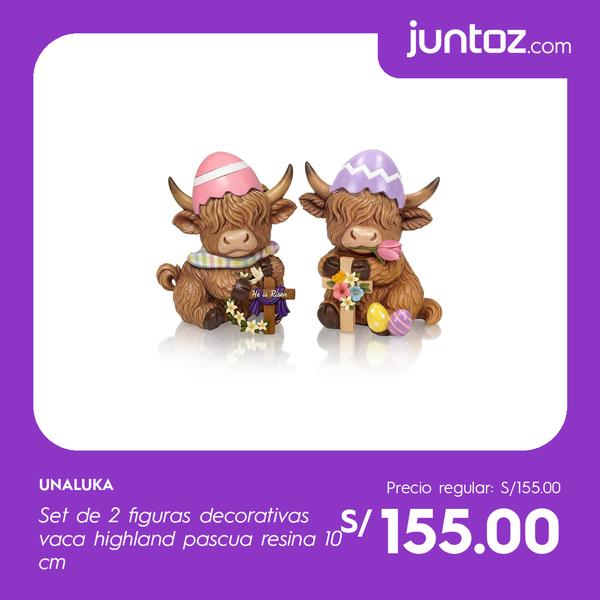 juntoz.com
He is Risen
UNALUKA
Set de 2 figuras decorativas
vaca highland pascua resina 10
cm
Precio regular: S/155.00
S/ 155.00